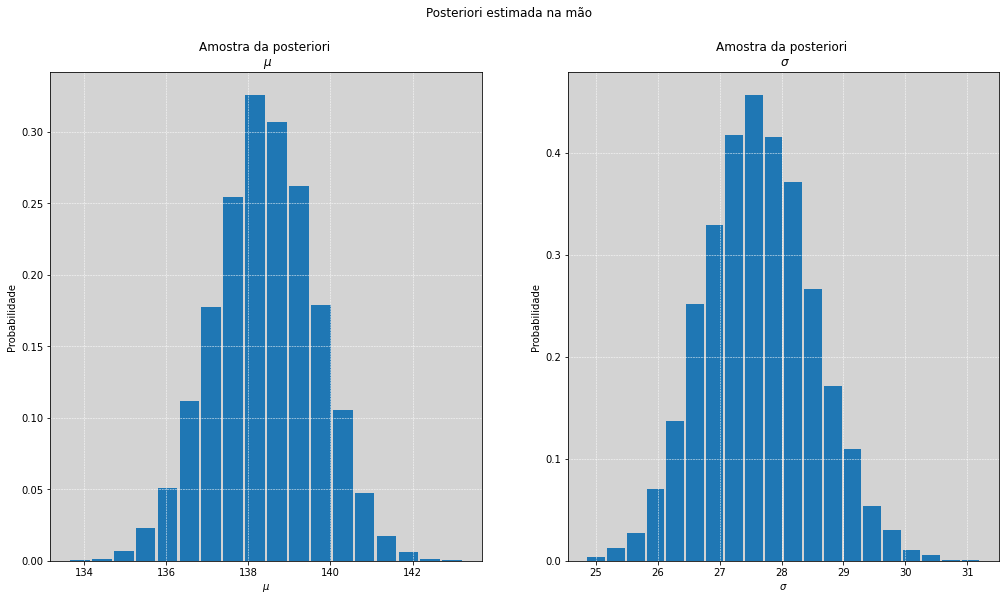 Posteriori estimada na mão
Amostra da posteriori
μ
Probabilidade
0.30
0.25
0.20
0.15
0.10
0.05
0.00
134
136
138
140
142
μ
Amostra da posteriori
σ
Probabilidade
0.4
0.3
0.2
0.1
0.0
25
26
27
28
29
30
31
σ